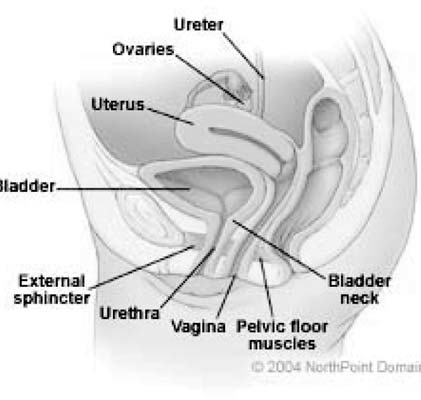 Ureter
Ovaries
Uterus
Bladder
External
sphincter
Urethra
Vagina
Pelvic floor
muscles
Bladder
neck
© 2004 NorthPoint Domain